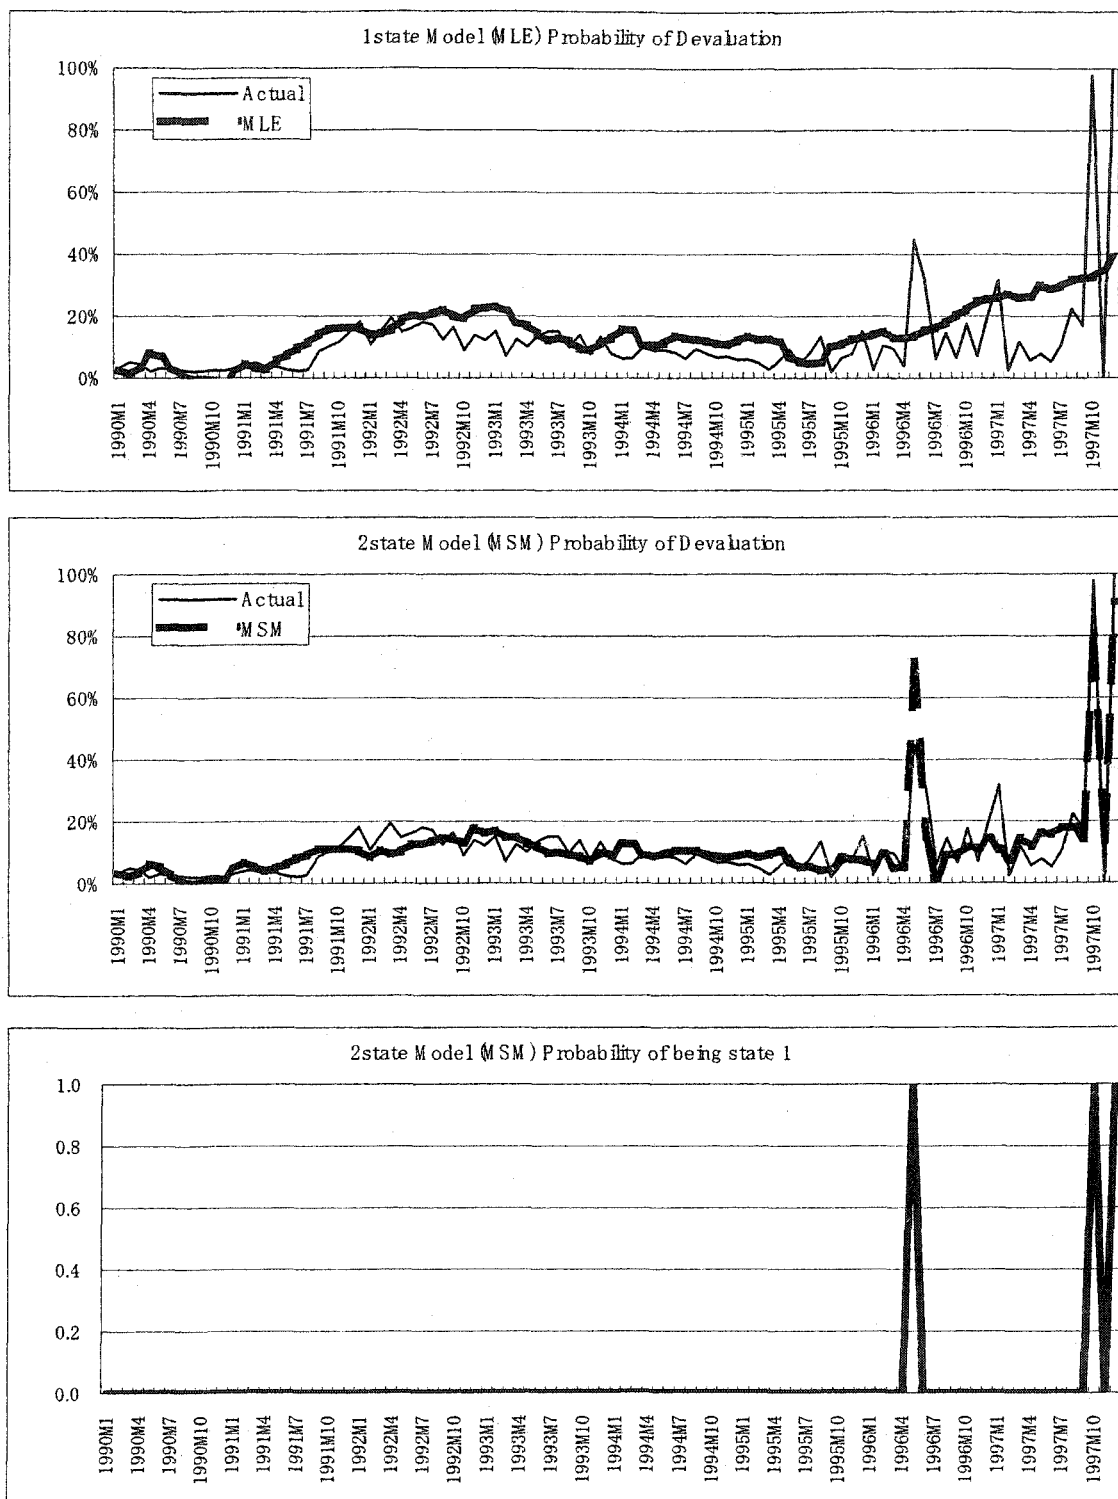 1state Model (MLE) Probability of Devaluation
100%
80%
60%
40%
20%
0%
Actual
MLE
1990M1
1990M4
1990M7
1990M10
1991M1
1991M4
1991M7
1991M10
1992M1
1992M4
1992M7
1992M10
1993M1
1993M4
1993M7
1993M10
1994M1
1994M4
1994M7
1994M10
1995M1
1995M4
1995M7
1995M10
1996M1
1996M4
1996M7
1996M10
1997M1
1997M4
1997M7
1997M10
2state Model (MSM) Probability of Devaluation
100%
80%
60%
40%
20%
0%
Actual
MSM
1990M1
1990M4
1990M7
1990M10
1991M1
1991M4
1991M7
1991M10
1992M1
1992M4
1992M7
1992M10
1993M1
1993M4
1993M7
1993M10
1994M1
1994M4
1994M7
1994M10
1995M1
1995M4
1995M7
1995M10
1996M1
1996M4
1996M7
1996M10
1997M1
1997M4
1997M7
1997M10
2state Model (MSM) Probability of being state 1
1.0
0.8
0.6
0.4
0.2
0.0
1990M1
1990M4
1990M7
1990M10
1991M1
1991M4
1991M7
1991M10
1992M1
1992M4
1992M7
1992M10
1993M1
1993M4
1993M7
1993M10
1994M1
1994M4
1994M7
1994M10
1995M1
1995M4
1995M7
1995M10
1996M1
1996M4
1996M7
1996M10
1997M1
1997M4
1997M7
1997M10